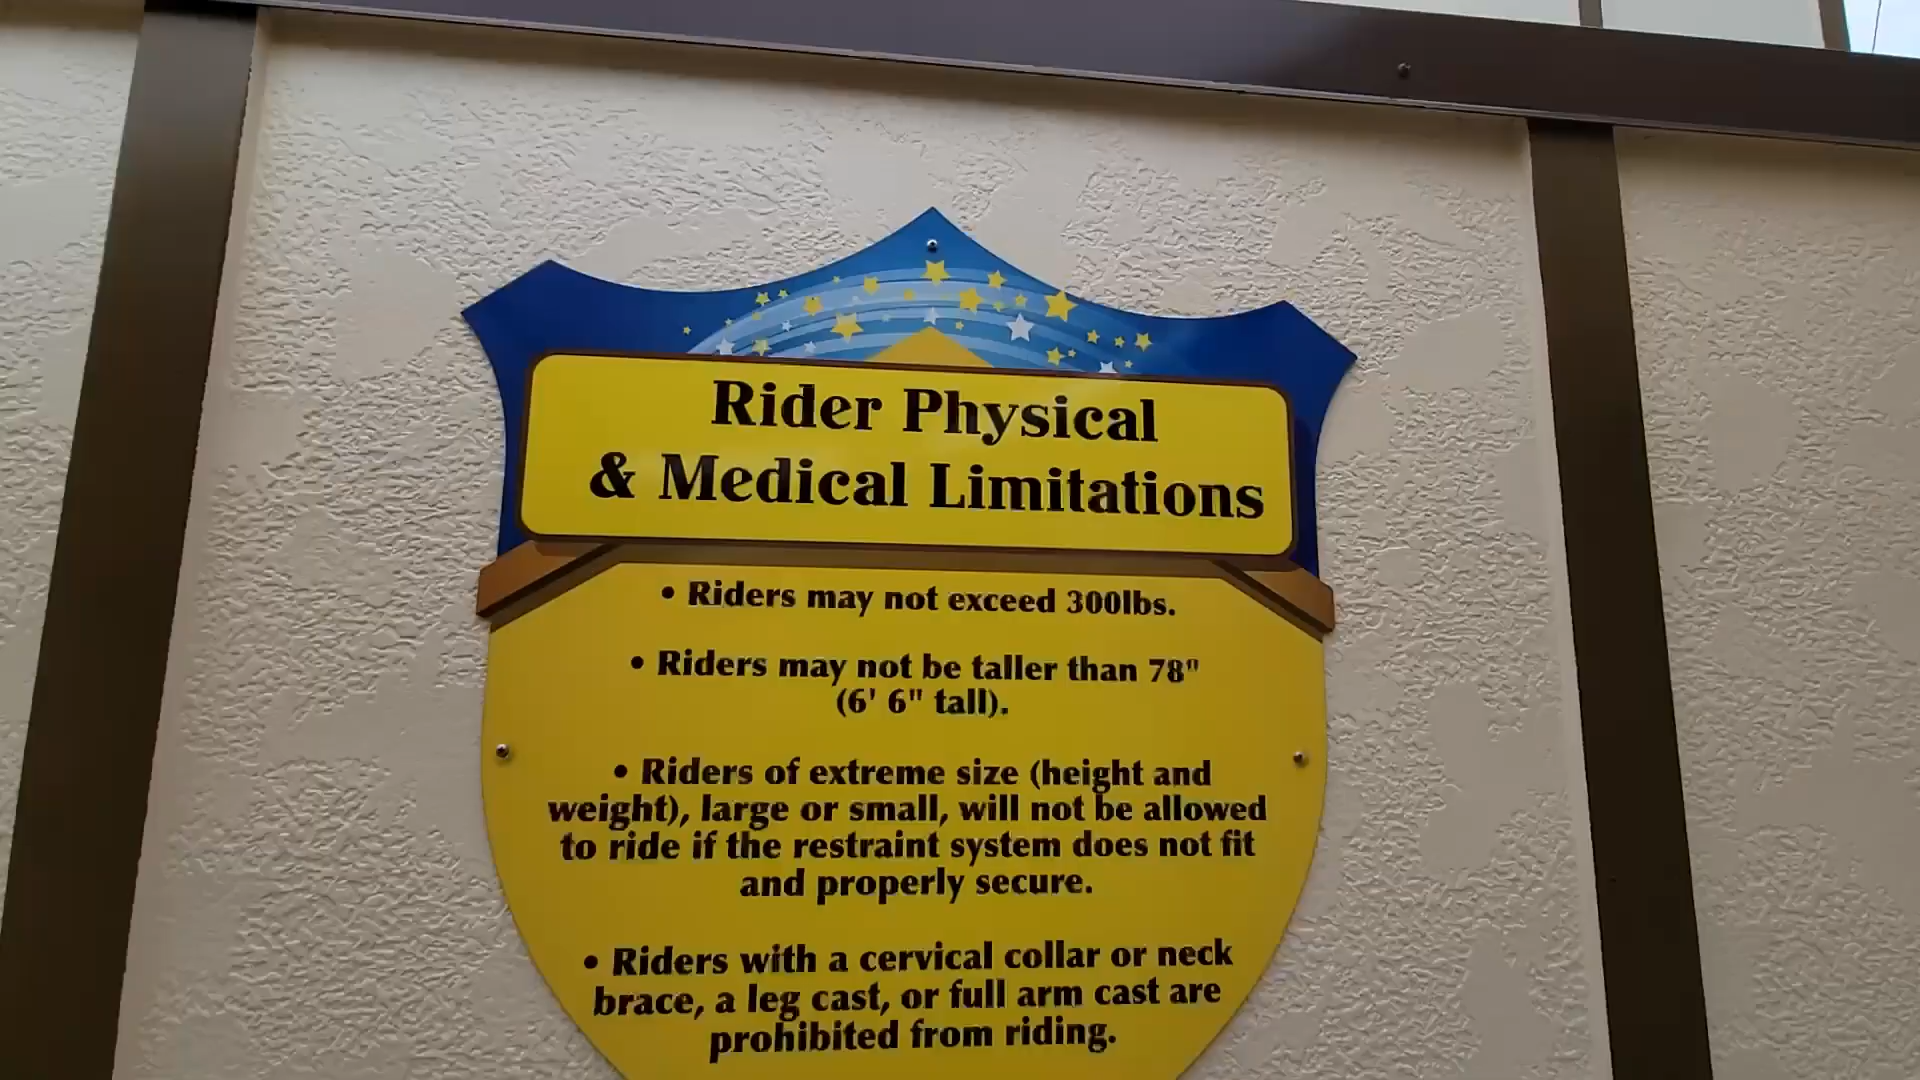 Rider Physical
& Medical Limitations
• Riders may not exceed 300lbs.
• Riders may not be taller than 78"
(6' 6" tall).
• Riders of extreme size (height and
weight), large or small, will not be allowed
to ride if the restraint system does not fit
and properly secure.
• Riders with a cervical collar or neck
brace, a leg cast, or full arm cast are
prohibited from riding.